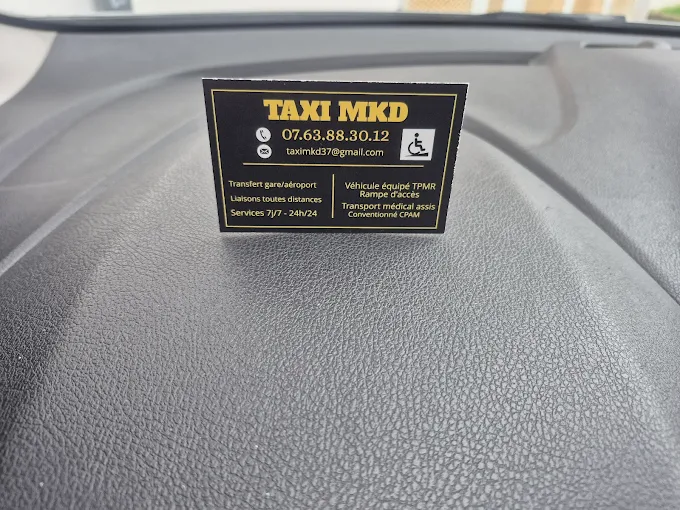 TAXI MKD
07.63.88.30.12
taximkd37@gmail.com
Transfert gare/aéroport
Liaisons toutes distances
Services 7j/7 - 24h/24
Véhicule équipé TPMR
Rampe d'accès
Transport médical assis
Conventionné CPAM